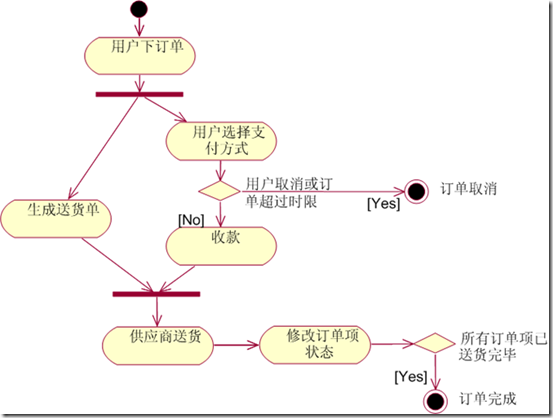 用户下订单
用户选择支
付方式
用户取消或订
单超过时限
[Yes]
订单取消
生成送货单
[No]
收款
供应商送货
修改订单项
状态
所有订单项已
送货完毕
[Yes]
订单完成